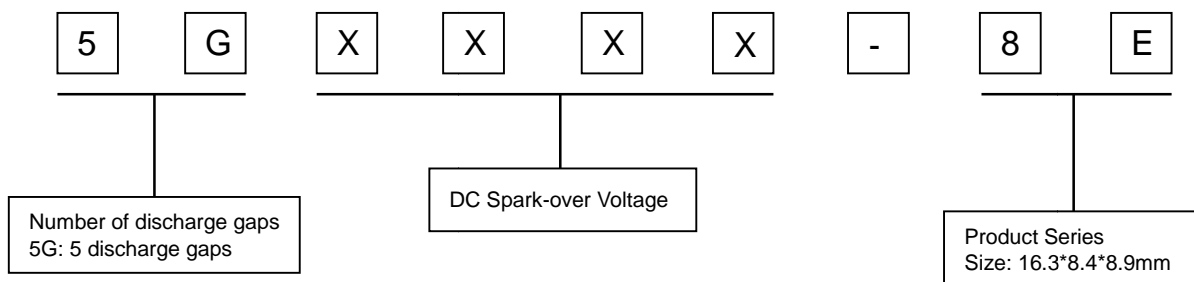 5 G X X X X - 8 E
DC Spark-over Voltage
Number of discharge gaps
5G: 5 discharge gaps
Product Series
Size: 16.3*8.4*8.9mm